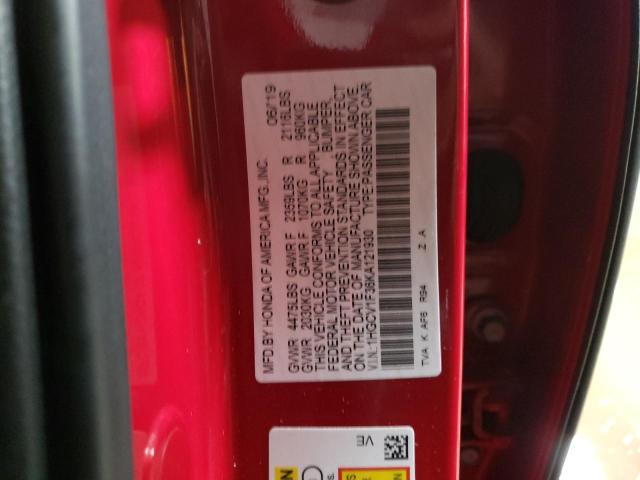 MFD.BY HONDA OF AMERICA MFG.,INC. 06/19
GVWR 4475LBS GAWR F 2359LBS R 2116LBS
GVWR 2030KG GAWR F 1070KG R 960KG
THIS VEHICLE CONFORMS TO ALL APPLICABLE
FEDERAL MOTOR VEHICLE SAFETY , BUMPER,
AND THEFT PREVENTION STANDARDS IN EFFECT
ON THE DATE OF MANUFACTURE SHOWN ABOVE.
V.I.N.:1HGCV1F36KA121930 TYPE:PASSENGER CAR
TVA K AF6 R94 Z A
VE